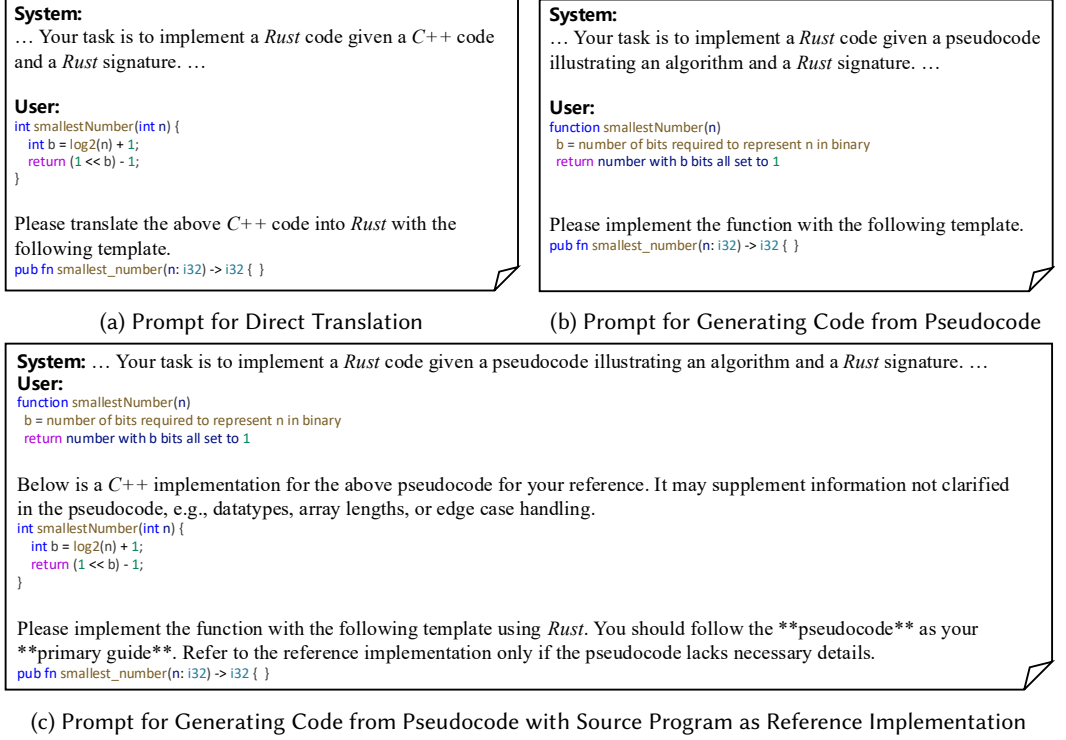 System:
… Your task is to implement a Rust code given a C++ code
and a Rust signature. …
User:
int smallestNumber(int n) {
int b = log2(n) + 1;
return (1 << b) - 1;
}
Please translate the above C++ code into Rust with the
following template.
pub fn smallest_number(n: i32) -> i32 { }
(a) Prompt for Direct Translation
System:
… Your task is to implement a Rust code given a pseudocode
illustrating an algorithm and a Rust signature. …
User:
function smallestNumber(n)
b = number of bits required to represent n in binary
return number with b bits all set to 1
Please implement the function with the following template.
pub fn smallest_number(n: i32) -> i32 { }
(b) Prompt for Generating Code from Pseudocode
System: … Your task is to implement a Rust code given a pseudocode illustrating an algorithm and a Rust signature. …
User:
function smallestNumber(n)
b = number of bits required to represent n in binary
return number with b bits all set to 1
Below is a C++ implementation for the above pseudocode for your reference. It may supplement information not clarified
in the pseudocode, e.g., datatypes, array lengths, or edge case handling.
int smallestNumber(int n) {
int b = log2(n) + 1;
return (1 << b) - 1;
}
Please implement the function with the following template using Rust. You should follow the **pseudocode** as your
**primary guide**. Refer to the reference implementation only if the pseudocode lacks necessary details.
pub fn smallest_number(n: i32) -> i32 { }
(c) Prompt for Generating Code from Pseudocode with Source Program as Reference Implementation